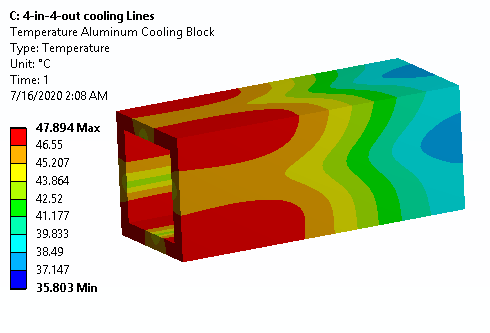 C: 4-in-4-out cooling Lines
Temperature Aluminum Cooling Block
Type: Temperature
Unit: °C
Time: 1
7/16/2020 2:08 AM
47.894 Max
46.55
45.207
43.864
42.52
41.177
39.833
38.49
37.147
35.803 Min